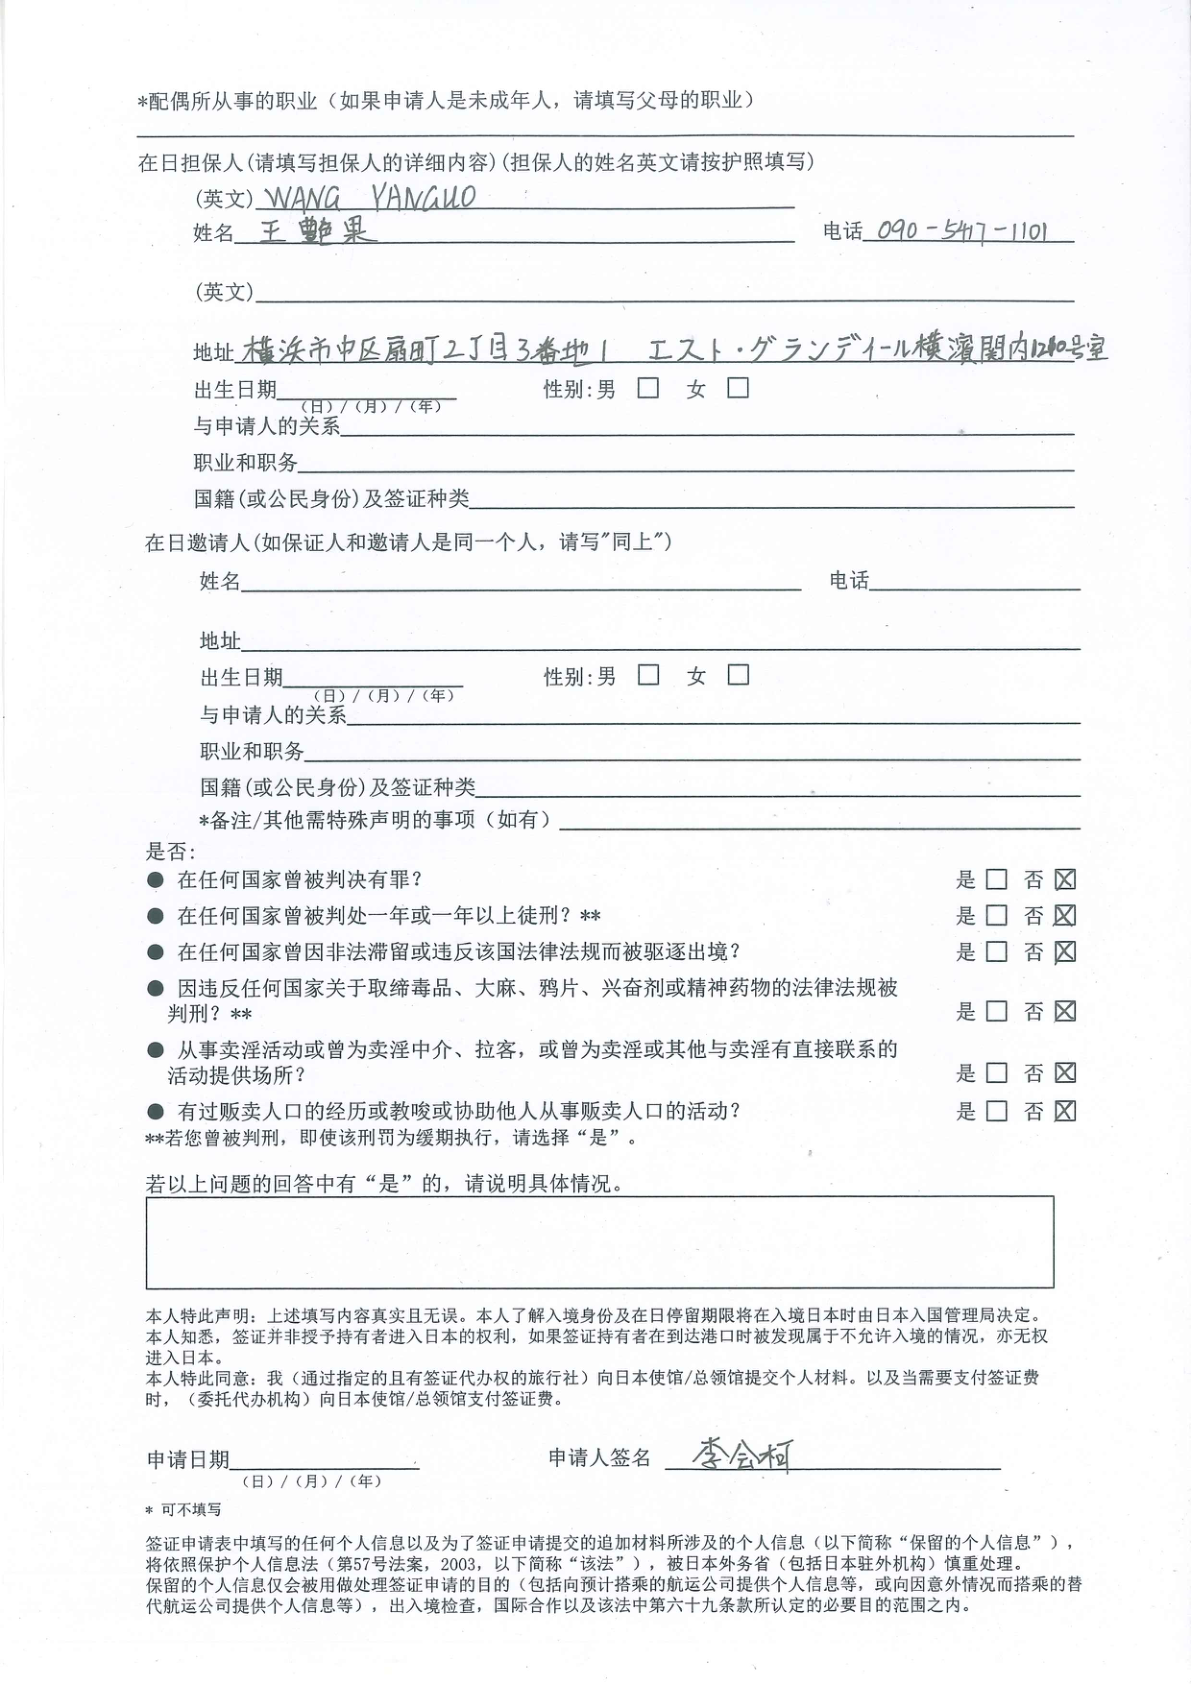 *配偶所从事的职业（如果申请人是未成年人，请填写父母的职业）
在日担保人(请填写担保人的详细内容)(担保人的姓名英文请按护照填写)
(英文) WANG YANGUO
姓名 王艶果 电话 090-5417-1101
(英文)
地址 横浜市中区扇町2丁目3番地1 エスト・グランディール横濱関内1210号室
出生日期 性别:男 □ 女 □
(日)/(月)/(年)
与申请人的关系
职业和职务
国籍(或公民身份)及签证种类
在日邀请人(如保证人和邀请人是同一个人，请写"同上")
姓名 电话
地址
出生日期 性别:男 □ 女 □
(日)/(月)/(年)
与申请人的关系
职业和职务
国籍(或公民身份)及签证种类
*备注/其他需特殊声明的事项（如有）
是否:
● 在任何国家曾被判决有罪？ 是 □ 否 ☒
● 在任何国家曾被判处一年或一年以上徒刑？** 是 □ 否 ☒
● 在任何国家曾因非法滞留或违反该国法律法规而被驱逐出境？ 是 □ 否 ☒
● 因违反任何国家关于取缔毒品、大麻、鸦片、兴奋剂或精神药物的法律法规被
判刑？** 是 □ 否 ☒
● 从事卖淫活动或曾为卖淫中介、拉客，或曾为卖淫或其他与卖淫有直接联系的
活动提供场所？ 是 □ 否 ☒
● 有过贩卖人口的经历或教唆或协助他人从事贩卖人口的活动？ 是 □ 否 ☒
**若您曾被判刑，即使该刑罚为缓期执行，请选择“是”。
若以上问题的回答中有“是”的，请说明具体情况。
本人特此声明：上述填写内容真实且无误。本人了解入境身份及在日停留期限将在入境日本时由日本入国管理局决定。
本人知悉，签证并非授予持有者进入日本的权利，如果签证持有者在到达港口时被发现属于不允许入境的情况，亦无权
进入日本。
本人特此同意：我（通过指定的且有签证代办权的旅行社）向日本使馆/总领馆提交个人材料。以及当需要支付签证费
时，（委托代办机构）向日本使馆/总领馆支付签证费。
申请日期 申请人签名 李会柯
(日)/(月)/(年)
* 可不填写
签证申请表中填写的任何个人信息以及为了签证申请提交的追加材料所涉及的个人信息（以下简称“保留的个人信息”），
将依照保护个人信息法（第57号法案，2003，以下简称“该法”），被日本外务省（包括日本驻外机构）慎重处理。
保留的个人信息仅会被用做处理签证申请的目的（包括向预计搭乘的航运公司提供个人信息等，或向因意外情况而搭乘的替
代航运公司提供个人信息等），出入境检查，国际合作以及该法中第六十九条款所认定的必要目的范围之内。